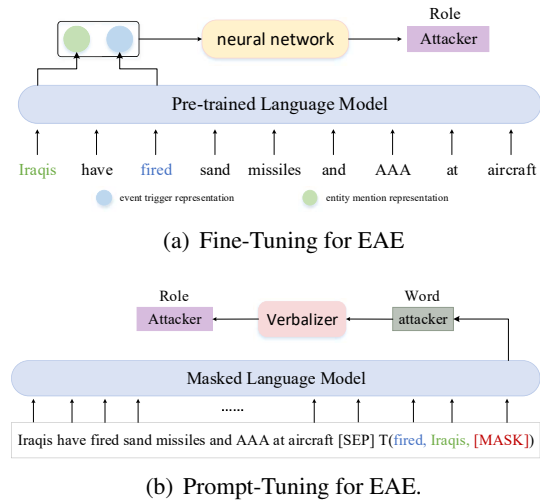 Role
neural network
Attacker
Pre-trained Language Model
Iraqis have fired sand missiles and AAA at aircraft
event trigger representation entity mention representation
(a) Fine-Tuning for EAE
Role Word
Attacker Verbalizer attacker
Masked Language Model
......
Iraqis have fired sand missiles and AAA at aircraft [SEP] T(fired, Iraqis, [MASK])
(b) Prompt-Tuning for EAE.